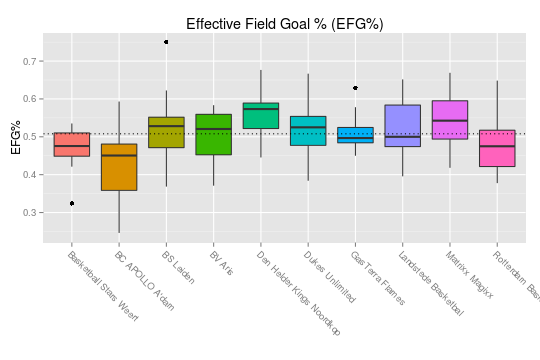 Effective Field Goal % (EFG%)
EFG%
0.7
0.6
0.5
0.4
0.3
Basketball Stars Weert
BC APOLLO A'dam
BS Leiden
BV Aris
Den Helder Kings Noordkop
Dukes Unlimited
GasTerra Flames
Landstede Basketbal
Matrixx Magixx
Rotterdam Bas